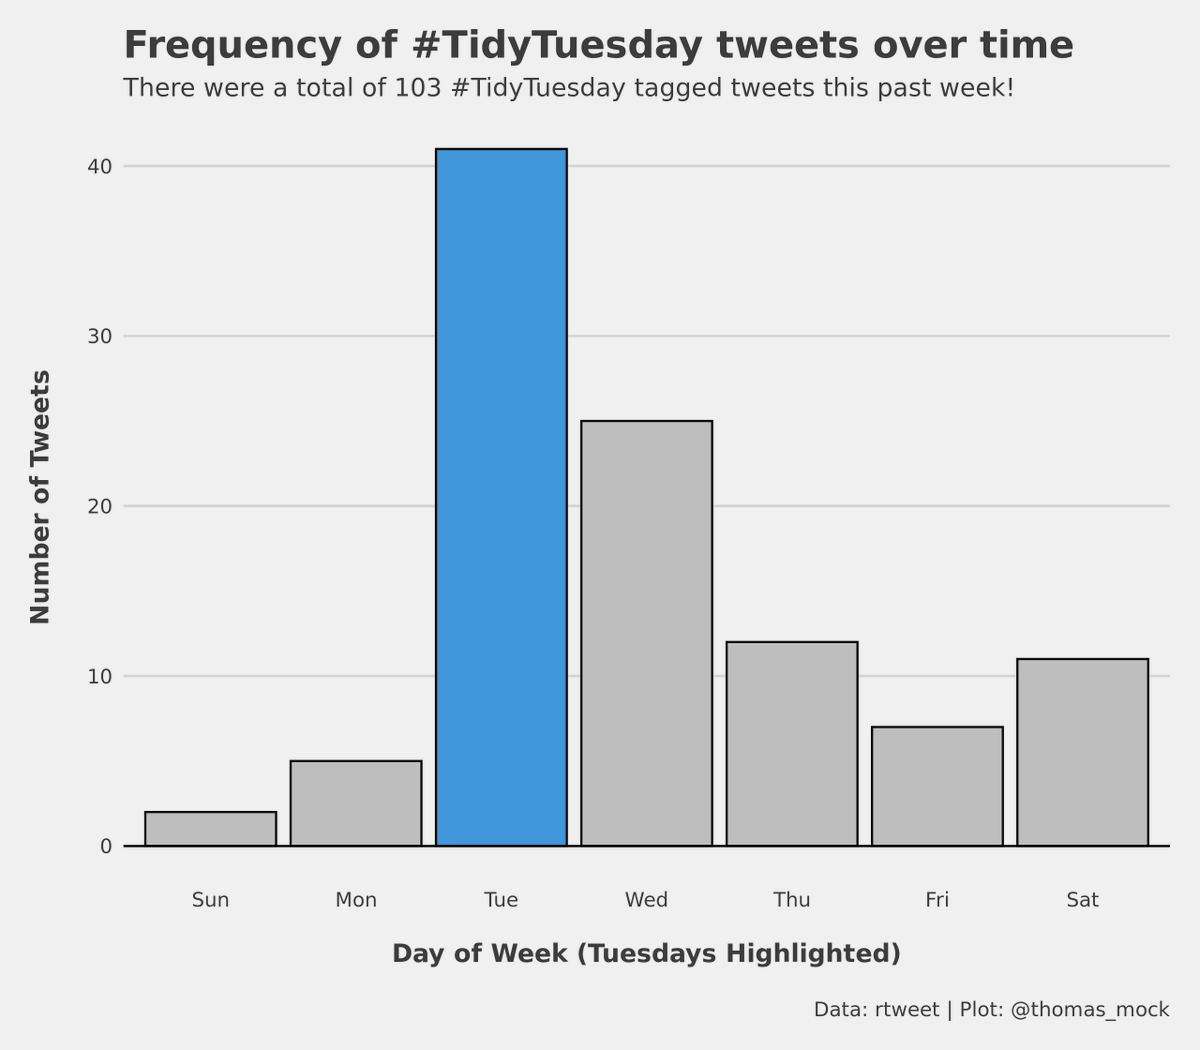 Frequency of #TidyTuesday tweets over time
There were a total of 103 #TidyTuesday tagged tweets this past week!
40
30
20
10
0
Number of Tweets
Sun Mon Tue Wed Thu Fri Sat
Day of Week (Tuesdays Highlighted)
Data: rtweet | Plot: @thomas_mock